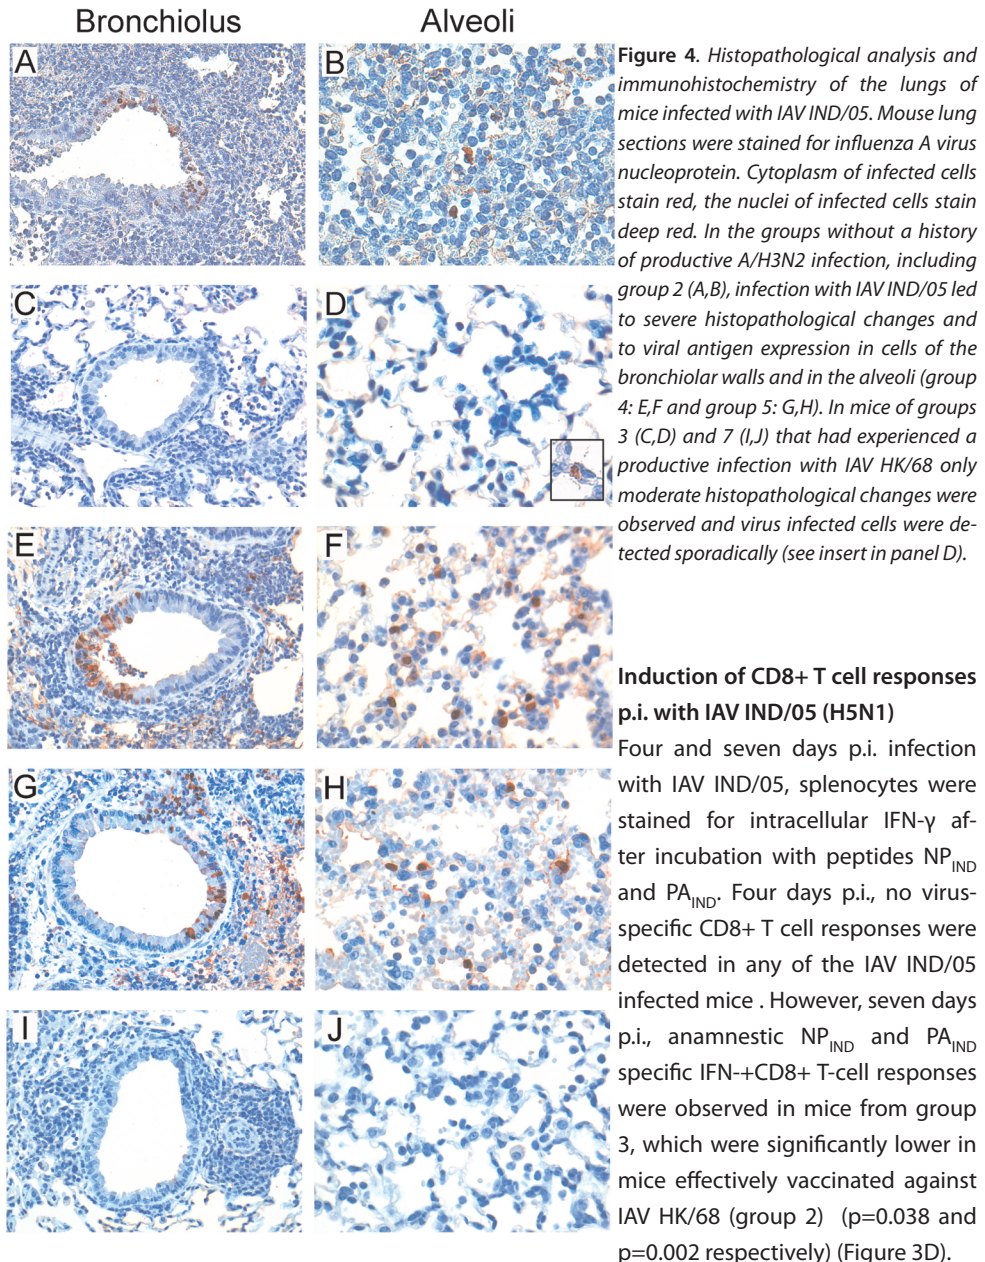 Bronchiolus
Alveoli
A
B
C
D
E
F
G
H
I
J
Figure 4. Histopathological analysis and
immunohistochemistry of the lungs of
mice infected with IAV IND/05. Mouse lung
sections were stained for influenza A virus
nucleoprotein. Cytoplasm of infected cells
stain red, the nuclei of infected cells stain
deep red. In the groups without a history
of productive A/H3N2 infection, including
group 2 (A,B), infection with IAV IND/05 led
to severe histopathological changes and
to viral antigen expression in cells of the
bronchiolar walls and in the alveoli (group
4: E,F and group 5: G,H). In mice of groups
3 (C,D) and 7 (I,J) that had experienced a
productive infection with IAV HK/68 only
moderate histopathological changes were
observed and virus infected cells were de-
tected sporadically (see insert in panel D).
Induction of CD8+ T cell responses
p.i. with IAV IND/05 (H5N1)
Four and seven days p.i. infection
with IAV IND/05, splenocytes were
stained for intracellular IFN-γ af-
ter incubation with peptides NPIND
and PAIND. Four days p.i., no virus-
specific CD8+ T cell responses were
detected in any of the IAV IND/05
infected mice . However, seven days
p.i., anamnestic NPIND and PAIND
specific IFN-+CD8+ T-cell responses
were observed in mice from group
3, which were significantly lower in
mice effectively vaccinated against
IAV HK/68 (group 2) (p=0.038 and
p=0.002 respectively) (Figure 3D).